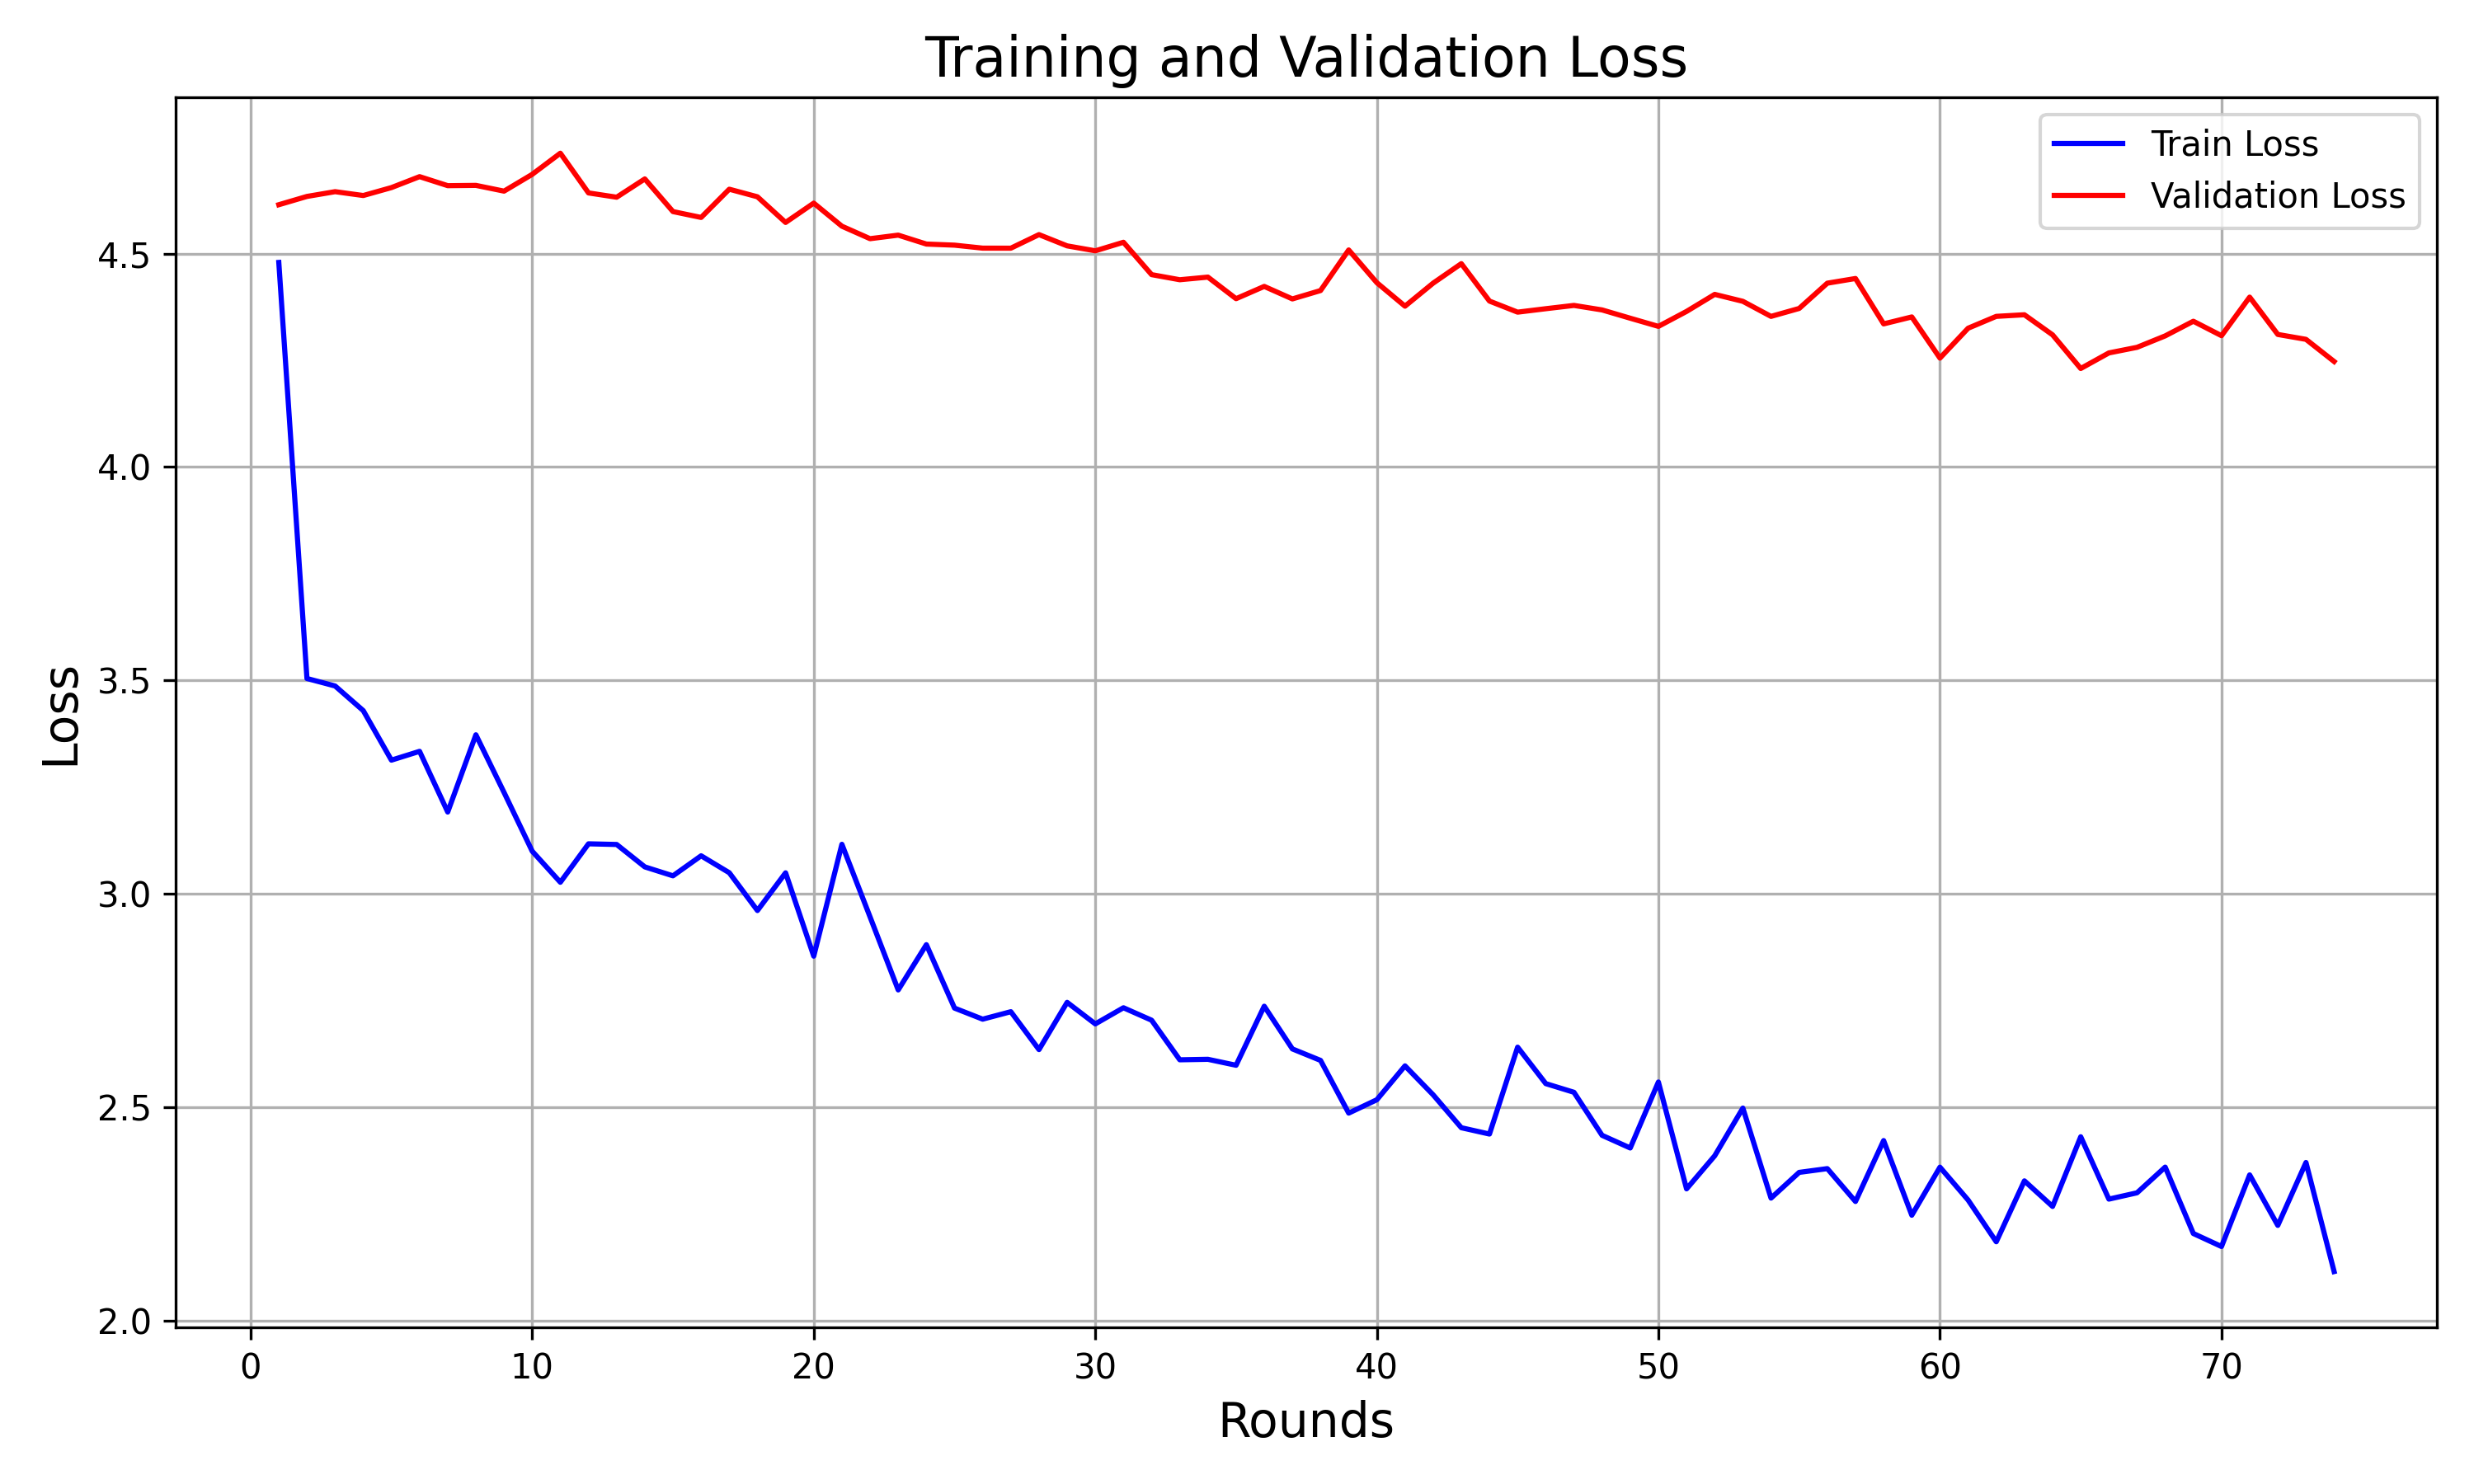 Training and Validation Loss
Train Loss
Validation Loss
4.5
4.0
3.5
3.0
2.5
2.0
Loss
0 10 20 30 40 50 60 70
Rounds